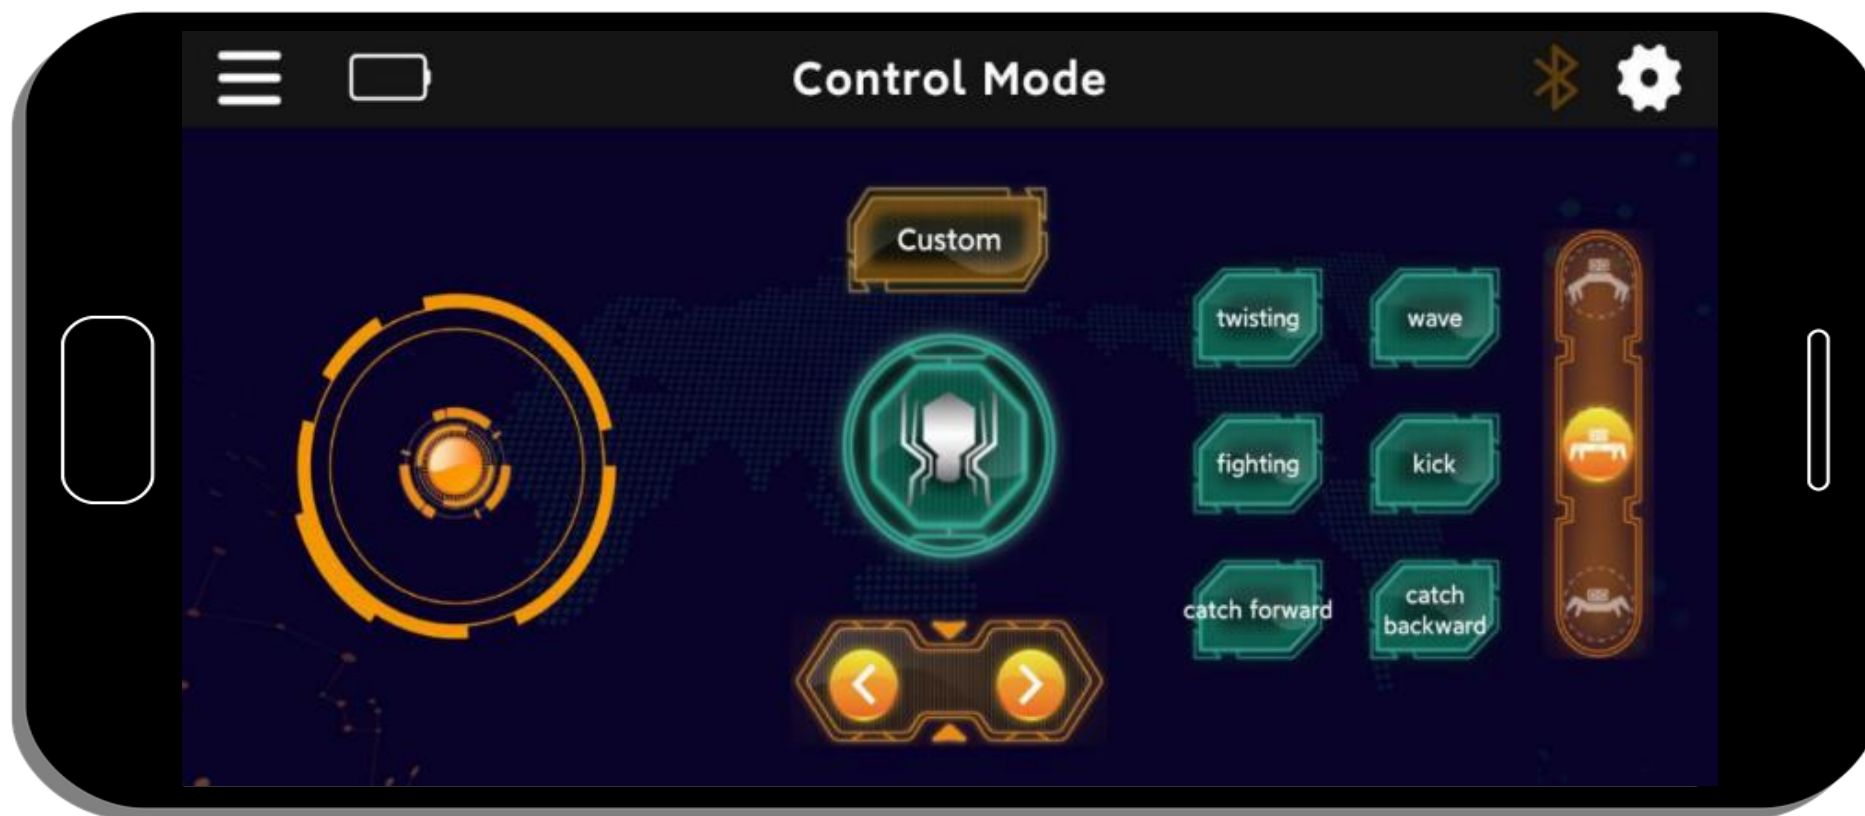 Control Mode
Custom
twisting
wave
fighting
kick
catch forward
catch
backward